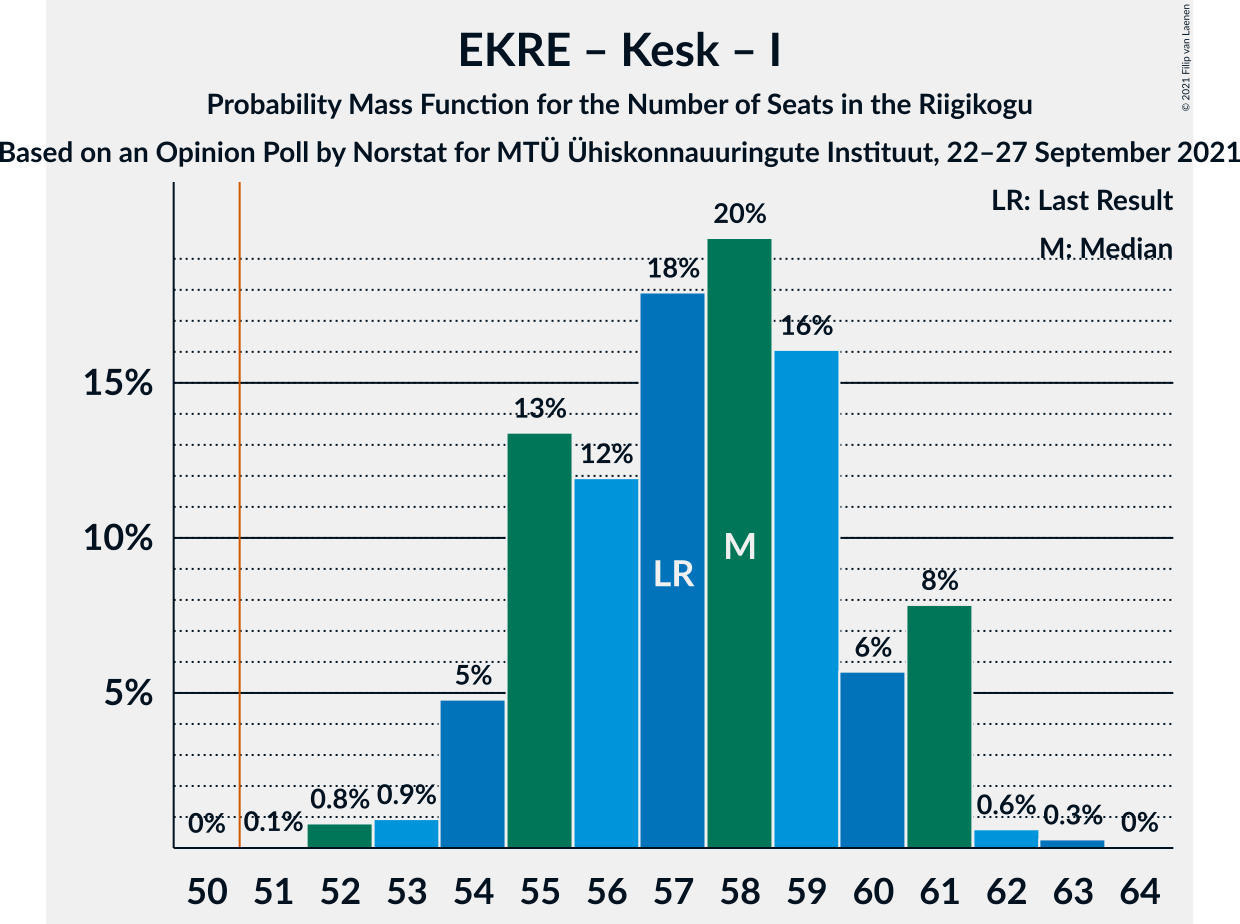 EKRE – Kesk – I
Probability Mass Function for the Number of Seats in the Riigikogu
Based on an Opinion Poll by Norstat for MTÜ Ühiskonnauuringute Instituut, 22–27 September 2021
© 2021 Filip van Laenen
LR: Last Result
M: Median
20%
18%
16%
15%
13%
12%
10%
M
LR
8%
6%
5%
5%
0.8% 0.9%
0% 0.1%
0.6% 0.3% 0%
50 51 52 53 54 55 56 57 58 59 60 61 62 63 64